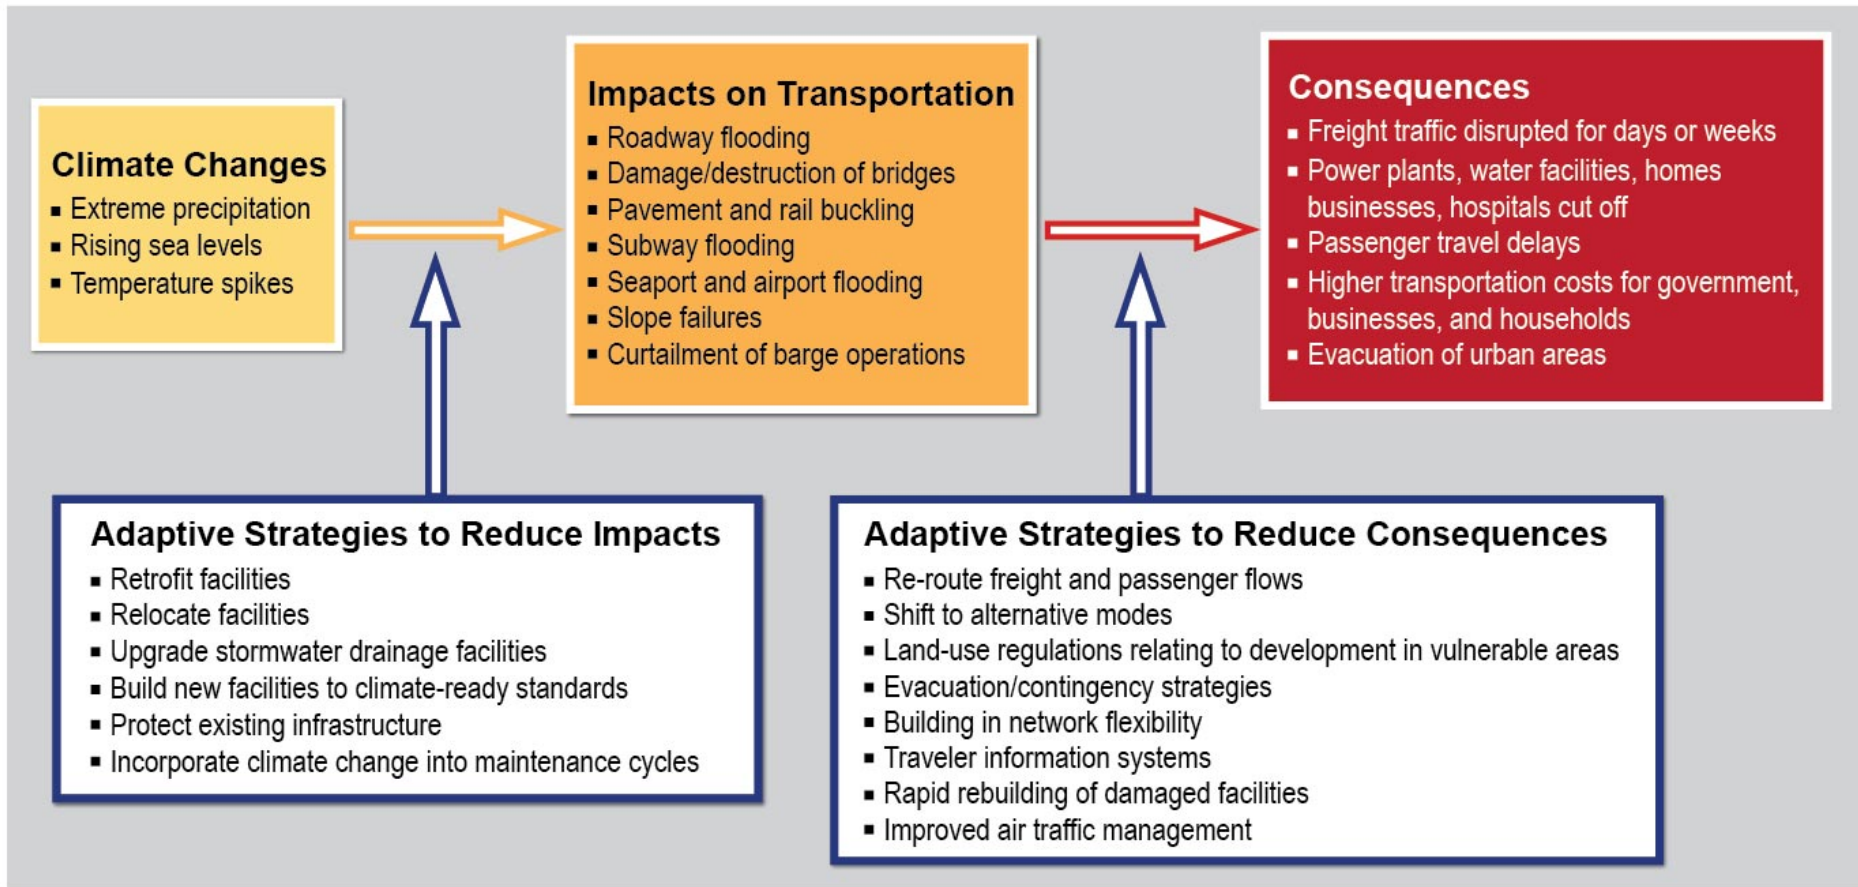 Climate Changes
▪ Extreme precipitation
▪ Rising sea levels
▪ Temperature spikes
Impacts on Transportation
▪ Roadway flooding
▪ Damage/destruction of bridges
▪ Pavement and rail buckling
▪ Subway flooding
▪ Seaport and airport flooding
▪ Slope failures
▪ Curtailment of barge operations
Consequences
▪ Freight traffic disrupted for days or weeks
▪ Power plants, water facilities, homes
businesses, hospitals cut off
▪ Passenger travel delays
▪ Higher transportation costs for government,
businesses, and households
▪ Evacuation of urban areas
Adaptive Strategies to Reduce Impacts
▪ Retrofit facilities
▪ Relocate facilities
▪ Upgrade stormwater drainage facilities
▪ Build new facilities to climate-ready standards
▪ Protect existing infrastructure
▪ Incorporate climate change into maintenance cycles
Adaptive Strategies to Reduce Consequences
▪ Re-route freight and passenger flows
▪ Shift to alternative modes
▪ Land-use regulations relating to development in vulnerable areas
▪ Evacuation/contingency strategies
▪ Building in network flexibility
▪ Traveler information systems
▪ Rapid rebuilding of damaged facilities
▪ Improved air traffic management